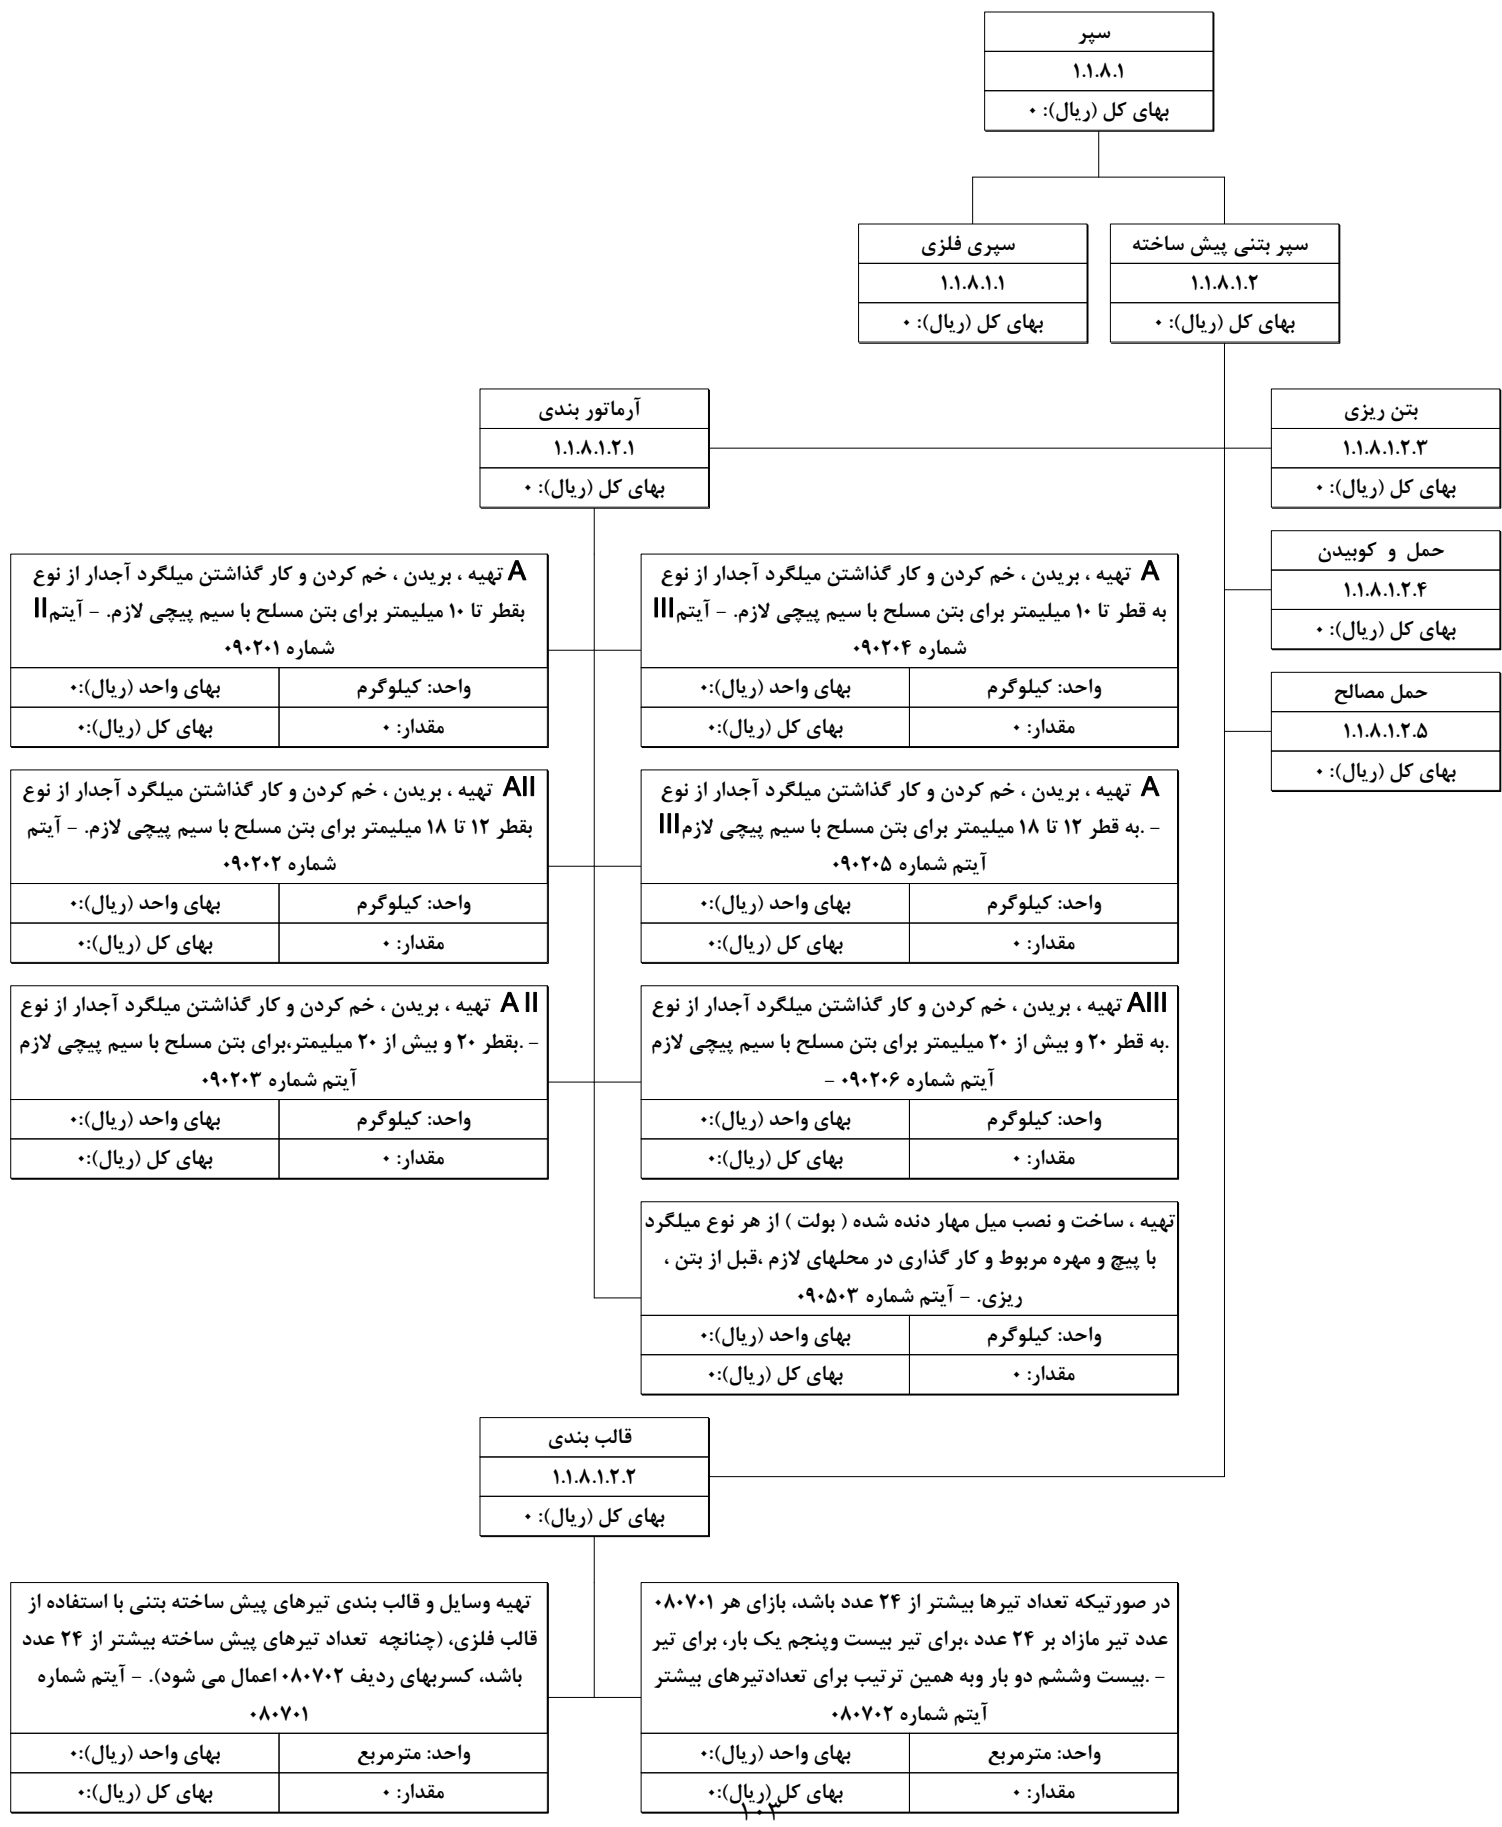 سپر
۱.۱.۸.۱
بهای کل (ریال): ۰
سپر بتنی پیش ساخته
۱.۱.۸.۱.۲
بهای کل (ریال): ۰
سپری فلزی
۱.۱.۸.۱.۱
بهای کل (ریال): ۰
بتن ریزی
۱.۱.۸.۱.۲.۳
بهای کل (ریال): ۰
آرماتور بندی
۱.۱.۸.۱.۲.۱
بهای کل (ریال): ۰
حمل و کوبیدن
۱.۱.۸.۱.۲.۴
بهای کل (ریال): ۰
حمل مصالح
۱.۱.۸.۱.۲.۵
بهای کل (ریال): ۰
A تهیه ، بریدن ، خم کردن و کار گذاشتن میلگرد آجدار از نوع
به قطر تا ۱۰ میلیمتر برای بتن مسلح با سیم پیچی لازم. - آیتمIII
شماره ۰۹۰۲۰۴
واحد: کیلوگرم
بهای واحد (ریال):۰
مقدار: ۰
بهای کل (ریال):۰
A تهیه ، بریدن ، خم کردن و کار گذاشتن میلگرد آجدار از نوع
بقطر تا ۱۰ میلیمتر برای بتن مسلح با سیم پیچی لازم. - آیتمII
شماره ۰۹۰۲۰۱
واحد: کیلوگرم
بهای واحد (ریال):۰
مقدار: ۰
بهای کل (ریال):۰
A تهیه ، بریدن ، خم کردن و کار گذاشتن میلگرد آجدار از نوع
- .به قطر ۱۲ تا ۱۸ میلیمتر برای بتن مسلح با سیم پیچی لازمIII
آیتم شماره ۰۹۰۲۰۵
واحد: کیلوگرم
بهای واحد (ریال):۰
مقدار: ۰
بهای کل (ریال):۰
AII تهیه ، بریدن ، خم کردن و کار گذاشتن میلگرد آجدار از نوع
بقطر ۱۲ تا ۱۸ میلیمتر برای بتن مسلح با سیم پیچی لازم. - آیتم
شماره ۰۹۰۲۰۲
واحد: کیلوگرم
بهای واحد (ریال):۰
مقدار: ۰
بهای کل (ریال):۰
AIII تهیه ، بریدن ، خم کردن و کار گذاشتن میلگرد آجدار از نوع
.به قطر ۲۰ و بیش از ۲۰ میلیمتر برای بتن مسلح با سیم پیچی لازم
آیتم شماره ۰۹۰۲۰۶ -
واحد: کیلوگرم
بهای واحد (ریال):۰
مقدار: ۰
بهای کل (ریال):۰
A II تهیه ، بریدن ، خم کردن و کار گذاشتن میلگرد آجدار از نوع
- .بقطر ۲۰ و بیش از ۲۰ میلیمتر،برای بتن مسلح با سیم پیچی لازم
آیتم شماره ۰۹۰۲۰۳
واحد: کیلوگرم
بهای واحد (ریال):۰
مقدار: ۰
بهای کل (ریال):۰
تهیه ، ساخت و نصب میل مهار دنده شده ( بولت ) از هر نوع میلگرد
با پیچ و مهره مربوط و کار گذاری در محلهای لازم ،قبل از بتن ،
ریزی. - آیتم شماره ۰۹۰۵۰۳
واحد: کیلوگرم
بهای واحد (ریال):۰
مقدار: ۰
بهای کل (ریال):۰
قالب بندی
۱.۱.۸.۱.۲.۲
بهای کل (ریال): ۰
در صورتیکه تعداد تیرها بیشتر از ۲۴ عدد باشد، بازای هر ۰۸۰۷۰۱
عدد تیر مازاد بر ۲۴ عدد ،برای تیر بیست وپنجم یک بار، برای تیر
- .بیست وششم دو بار وبه همین ترتیب برای تعدادتیرهای بیشتر
آیتم شماره ۰۸۰۷۰۲
واحد: مترمربع
بهای واحد (ریال):۰
مقدار: ۰
بهای کل (ریال):۰
تهیه وسایل و قالب بندی تیرهای پیش ساخته بتنی با استفاده از
قالب فلزی، (چنانچه تعداد تیرهای پیش ساخته بیشتر از ۲۴ عدد
باشد، کسربهای ردیف ۰۸۰۷۰۲ اعمال می شود). - آیتم شماره
۰۸۰۷۰۱
واحد: مترمربع
بهای واحد (ریال):۰
مقدار: ۰
بهای کل (ریال):۰
۱۰۳